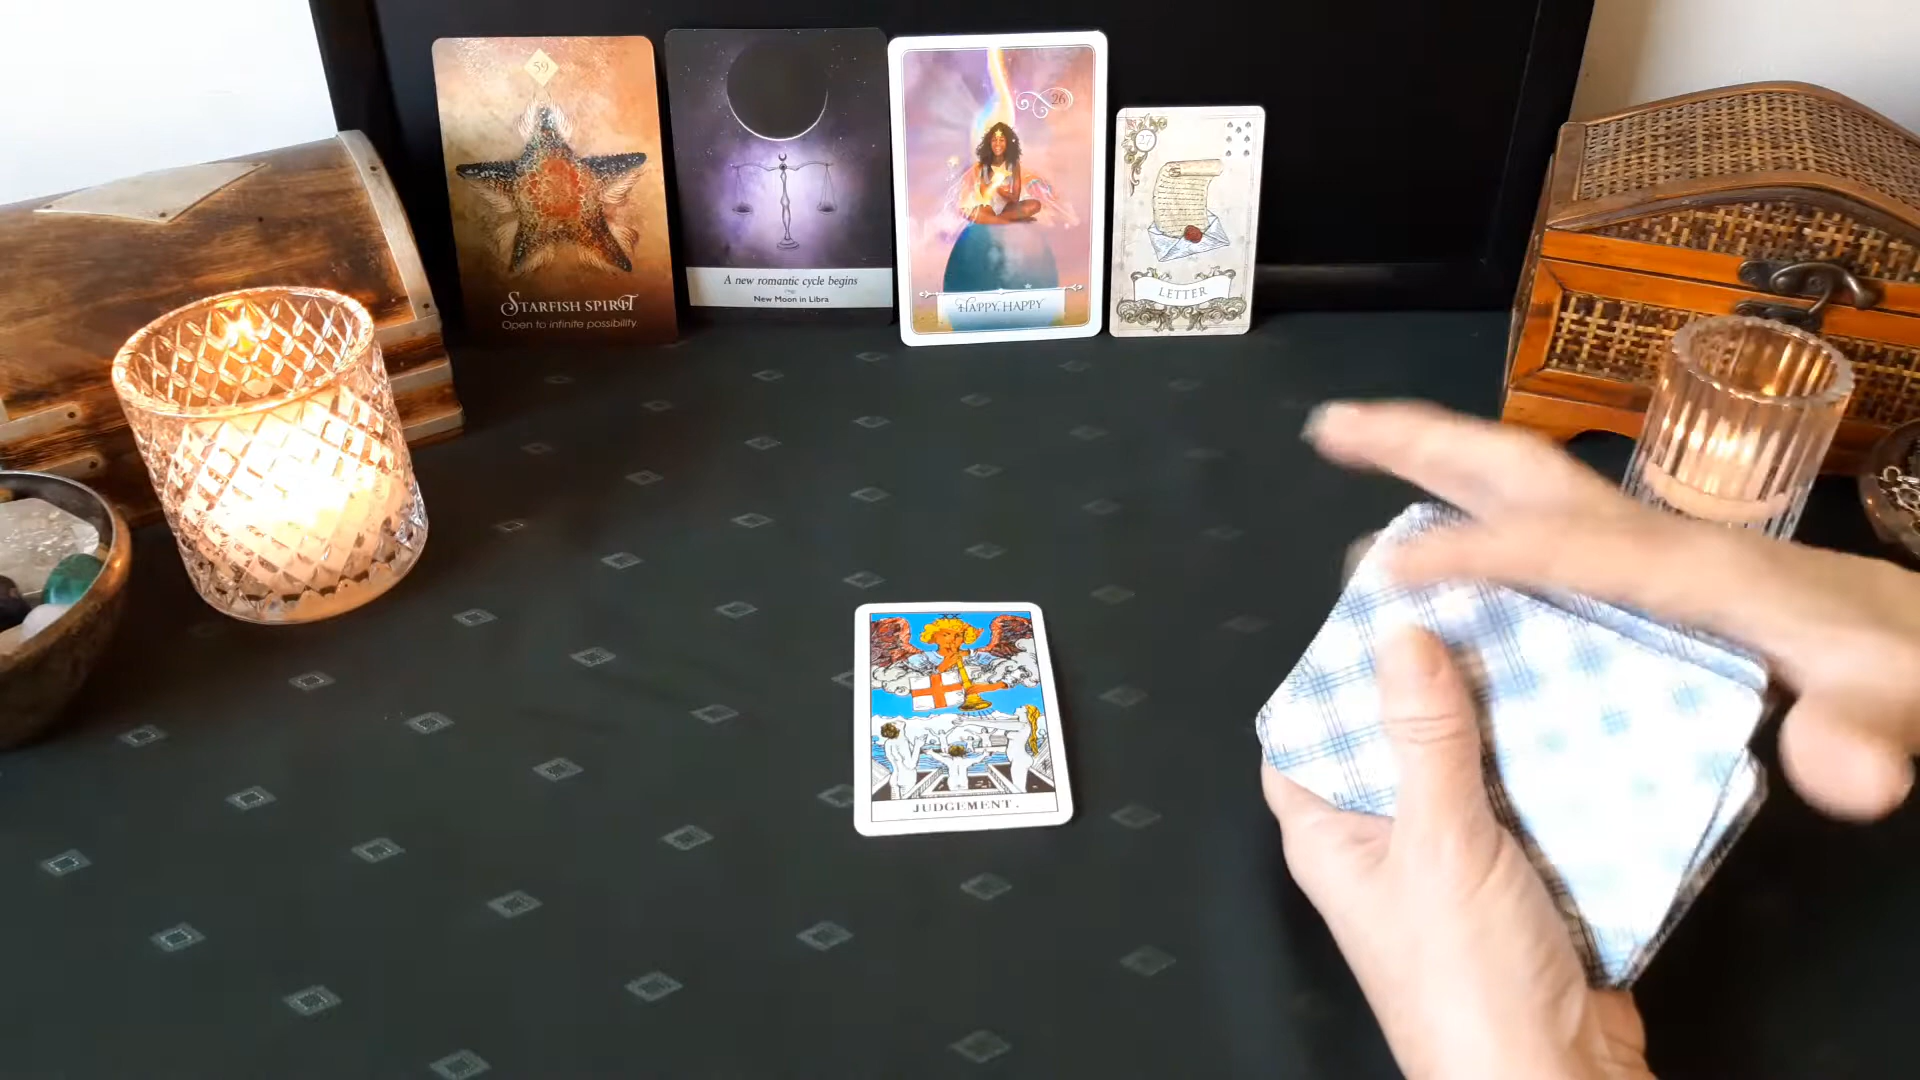 59
STARFISH SPIRIT
Open to infinite possibility
A new romantic cycle begins
New Moon in Libra
26
HAPPY, HAPPY
27
LETTER
XX
JUDGEMENT.